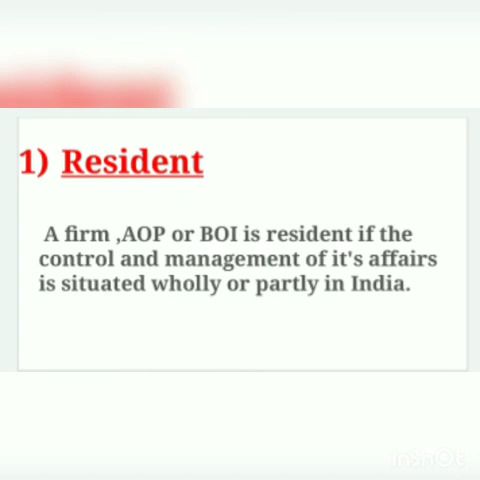 1) Resident
A firm ,AOP or BOI is resident if the
control and management of it's affairs
is situated wholly or partly in India.
InShOt